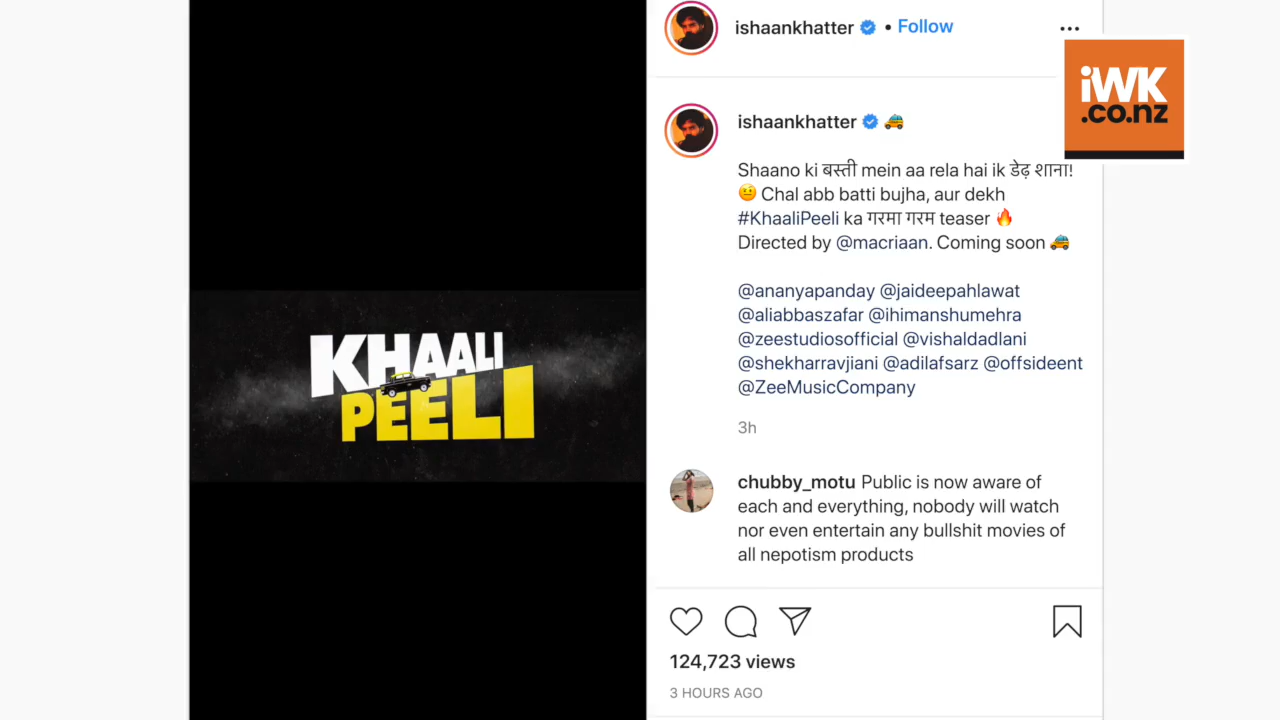 KHAALI
PEELI
ishaankhatter • Follow
iWK
.co.nz
ishaankhatter
Shaano ki बस्ती mein aa rela hai ik डेढ़ शाना!
Chal abb batti bujha, aur dekh
#KhaaliPeeli ka गरमा गरम teaser
Directed by @macriaan. Coming soon
@ananyapanday @jaideepahlawat
@aliabbaszafar @ihimanshumehra
@zeestudiosofficial @vishaldadlani
@shekharravjiani @adilafsarz @offsideent
@ZeeMusicCompany
3h
chubby_motu Public is now aware of
each and everything, nobody will watch
nor even entertain any bullshit movies of
all nepotism products
124,723 views
3 HOURS AGO